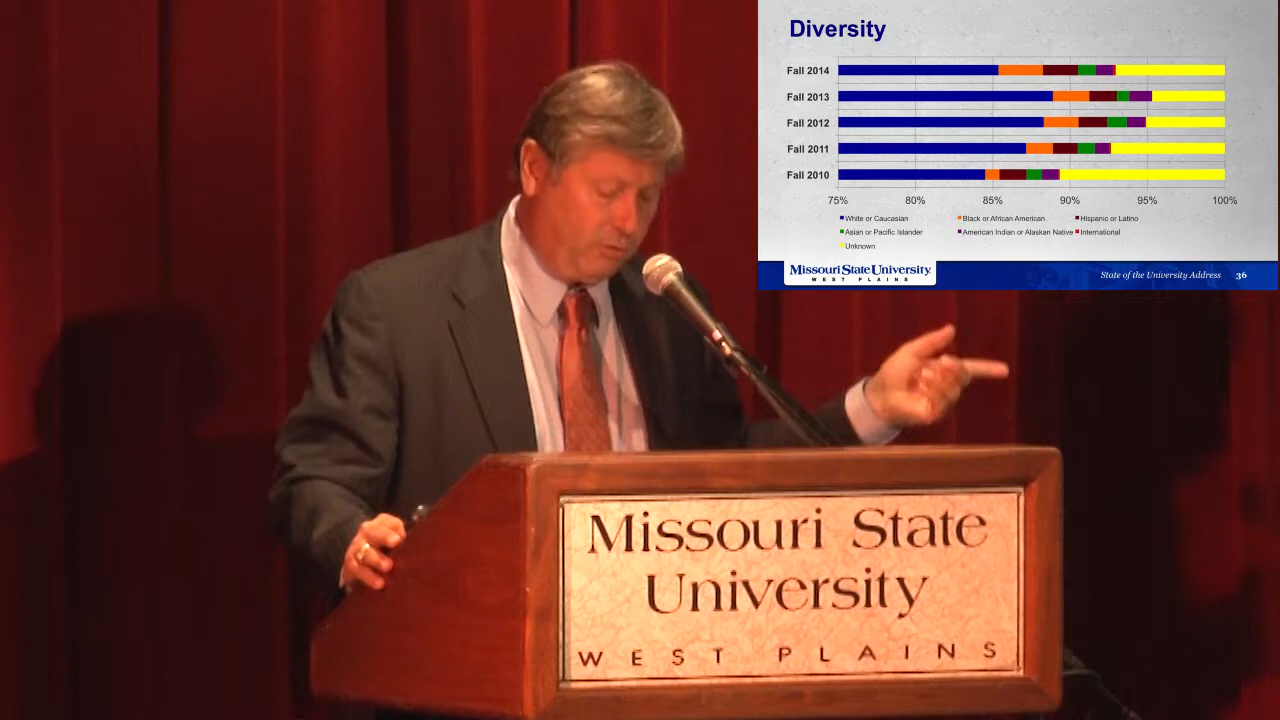 Diversity
Fall 2014
Fall 2013
Fall 2012
Fall 2011
Fall 2010
75% 80% 85% 90% 95% 100%
White or Caucasian Black or African American Hispanic or Latino
Asian or Pacific Islander American Indian or Alaskan Native International
Unknown
Missouri State University.
WEST PLAINS
State of the University Address 36
Missouri State
University
WEST PLAINS